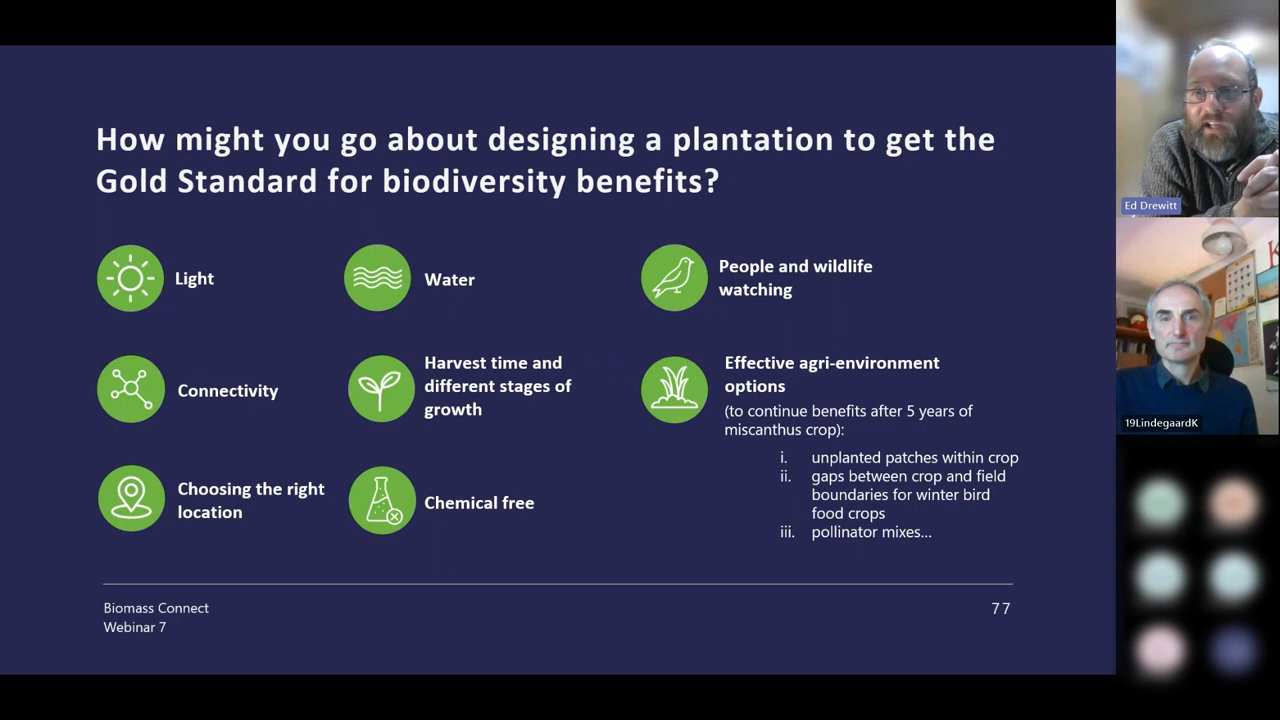 How might you go about designing a plantation to get the
Gold Standard for biodiversity benefits?
Light
Water
People and wildlife
watching
Connectivity
Harvest time and
different stages of
growth
Effective agri-environment
options
(to continue benefits after 5 years of
miscanthus crop):
i. unplanted patches within crop
ii. gaps between crop and field
boundaries for winter bird
food crops
iii. pollinator mixes...
Choosing the right
location
Chemical free
Biomass Connect
Webinar 7
77
Ed Drewitt
19LindegaardK